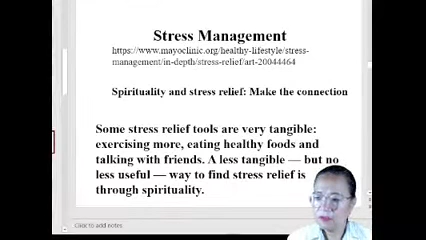 Stress Management
https://www.mayoclinic.org/healthy-lifestyle/stress-
management/in-depth/stress-relief/art-20044464
Spirituality and stress relief: Make the connection
Some stress relief tools are very tangible:
exercising more, eating healthy foods and
talking with friends. A less tangible — but no
less useful — way to find stress relief is
through spirituality.
Click to add notes